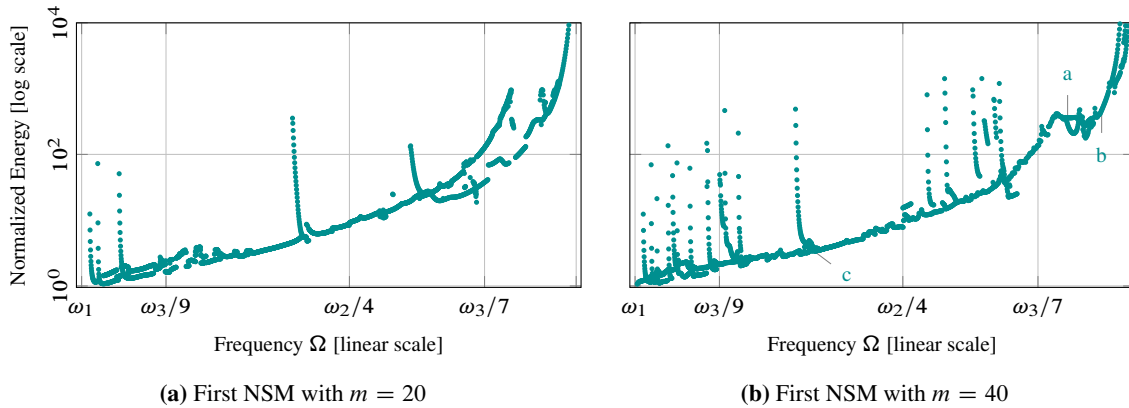 Normalized Energy [log scale]
10^4
10^2
10^0
ω1 ω3/9 ω2/4 ω3/7
Frequency Ω [linear scale]
(a) First NSM with m = 20
a
b
c
ω1 ω3/9 ω2/4 ω3/7
Frequency Ω [linear scale]
(b) First NSM with m = 40